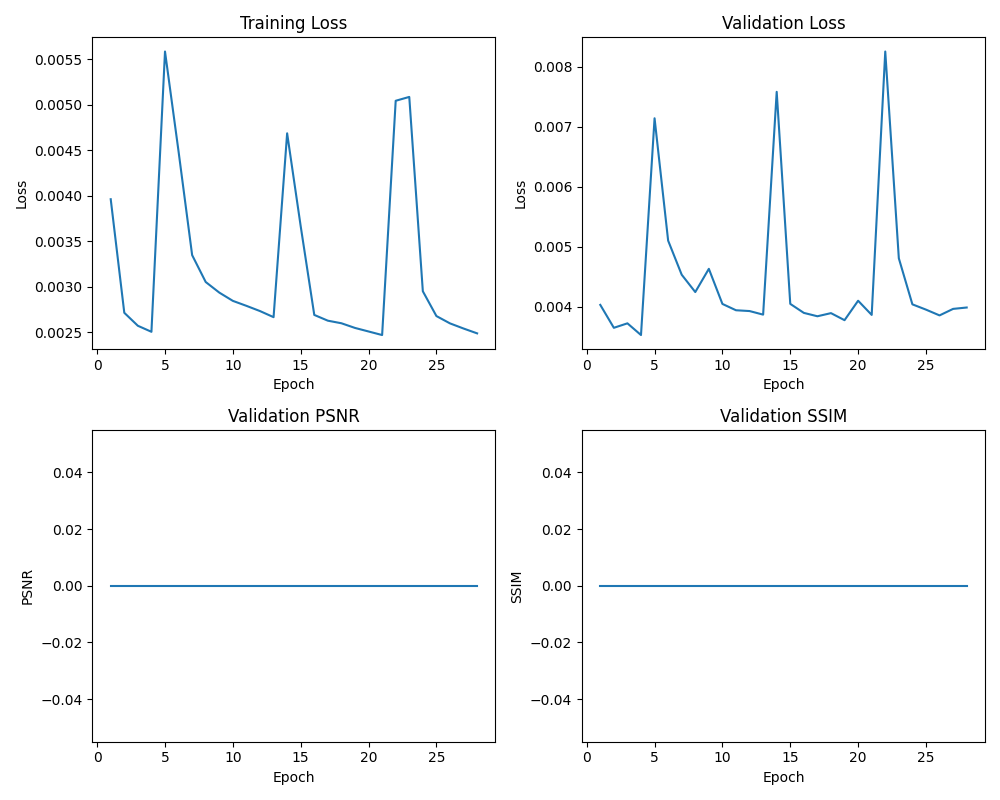 Training Loss
Validation Loss
0.0055
0.0050
0.0045
0.0040
0.0035
0.0030
0.0025
Loss
0 5 10 15 20 25
Epoch
0.008
0.007
0.006
0.005
0.004
Loss
0 5 10 15 20 25
Epoch
Validation PSNR
Validation SSIM
0.04
0.02
0.00
−0.02
−0.04
PSNR
0 5 10 15 20 25
Epoch
0.04
0.02
0.00
−0.02
−0.04
SSIM
0 5 10 15 20 25
Epoch